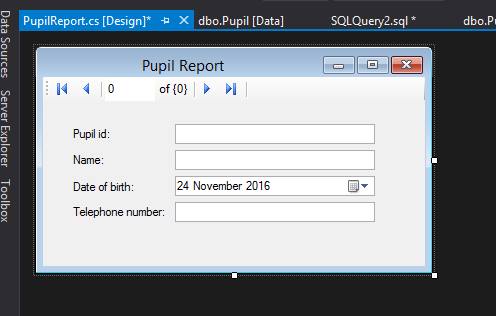 PupilReport.cs [Design]* dbo.Pupil [Data] SQLQuery2.sql * dbo.P
Data Sources
Server Explorer
Toolbox
Pupil Report
0 of {0}
Pupil id:
Name:
Date of birth: 24 November 2016
Telephone number: